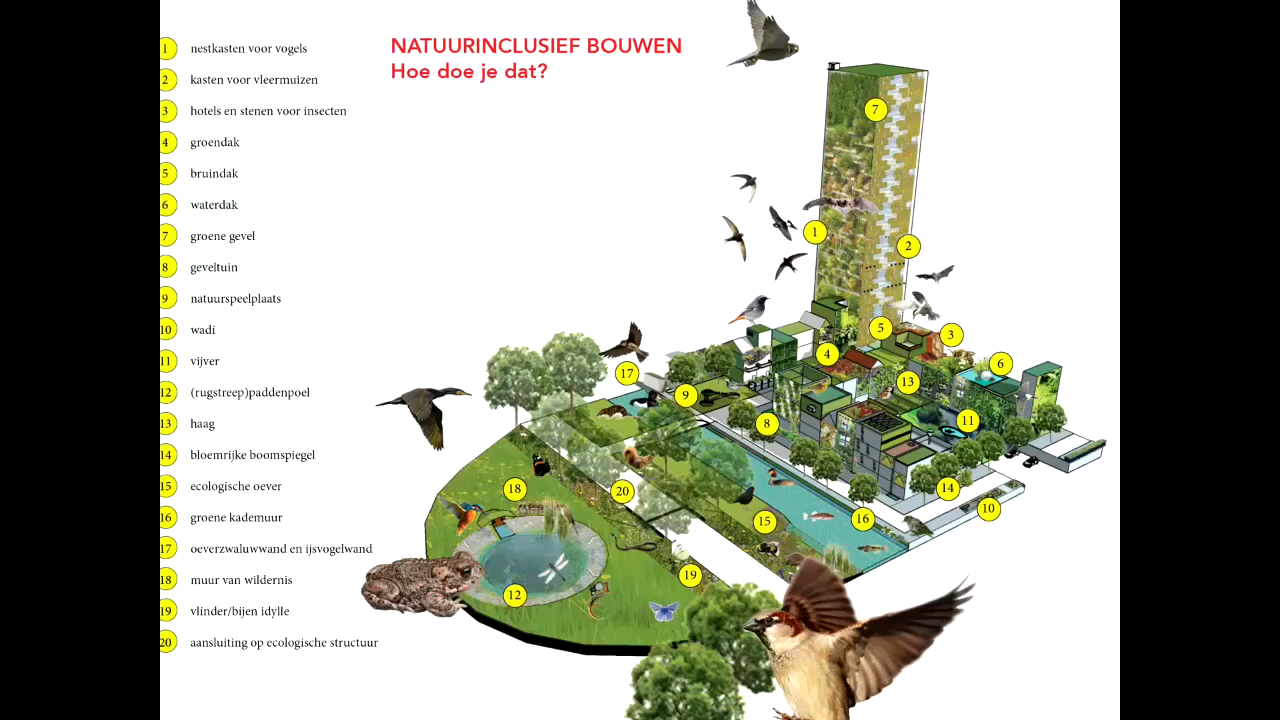 NATUURINCLUSIEF BOUWEN
Hoe doe je dat?
1 nestkasten voor vogels
2 kasten voor vleermuizen
3 hotels en stenen voor insecten
4 groendak
5 bruindak
6 waterdak
7 groene gevel
8 geveltuin
9 natuurspeelplaats
10 wadi
11 vijver
12 (rugstreep)paddenpoel
13 haag
14 bloemrijke boomspiegel
15 ecologische oever
16 groene kademuur
17 oeverzwaluwwand en ijsvogelwand
18 muur van wildernis
19 vlinder/bijen idylle
20 aansluiting op ecologische structuur
7
1
2
5
3
4
6
17
13
9
8
11
18
20
14
15
16
10
19
12